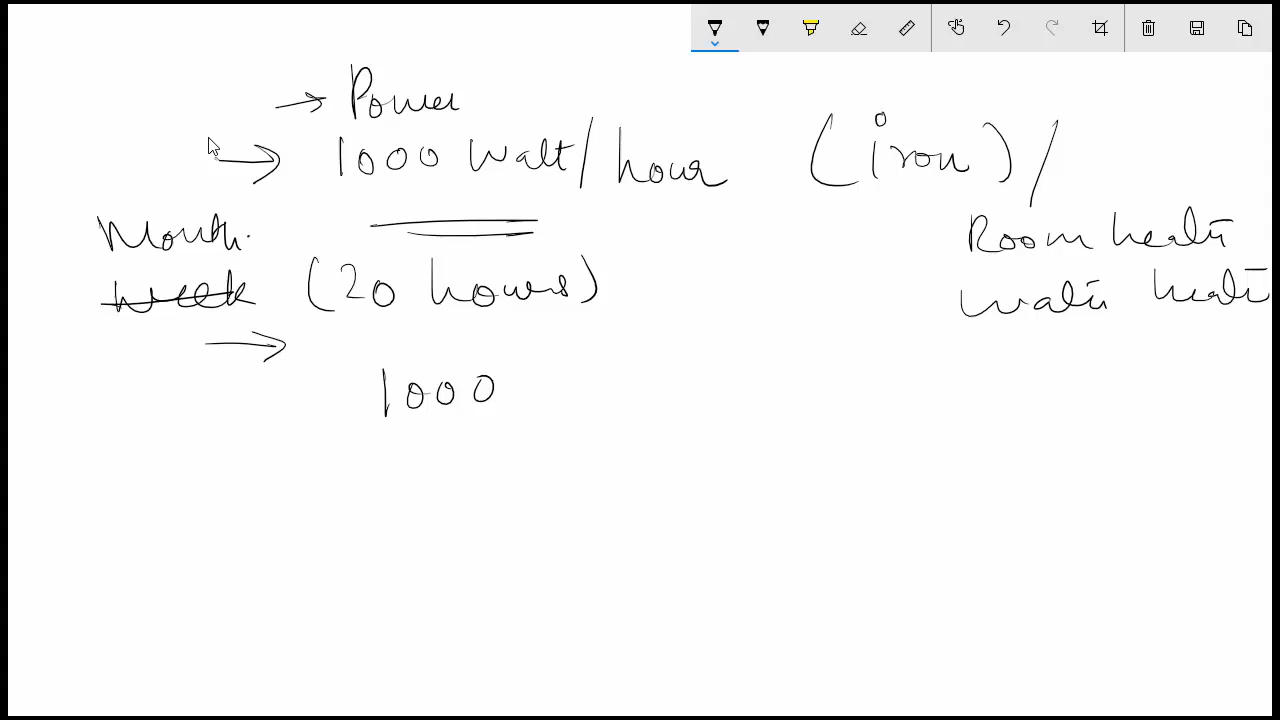 → Power
→ 1000 Watt/hour (iron) /
Room heater
Water heater
Month.
week (20 hours)
→
1000